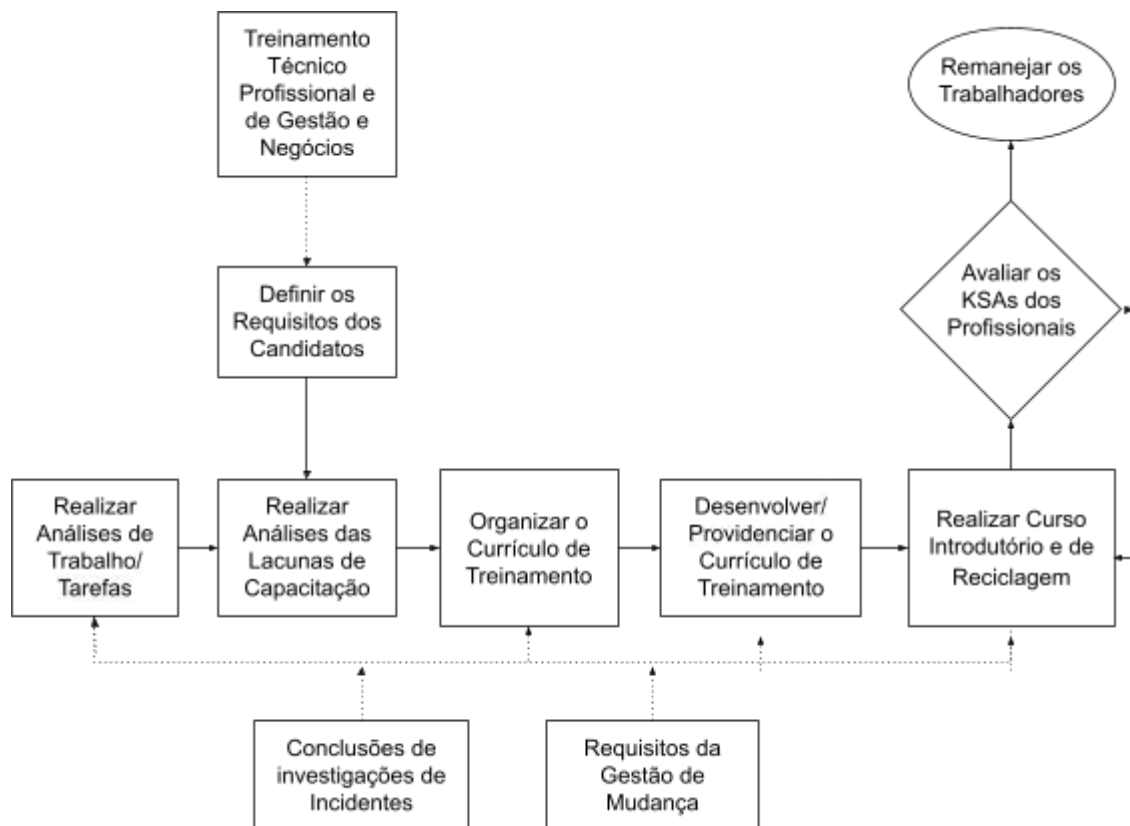 Treinamento
Técnico
Profissional e
de Gestão e
Negócios
Remanejar os
Trabalhadores
Definir os
Requisitos dos
Candidatos
Avaliar os
KSAs dos
Profissionais
Realizar
Análises de
Trabalho/
Tarefas
Realizar
Análises das
Lacunas de
Capacitação
Organizar o
Currículo de
Treinamento
Desenvolver/
Providenciar o
Currículo de
Treinamento
Realizar Curso
Introdutório e de
Reciclagem
Conclusões de
investigações de
Incidentes
Requisitos da
Gestão de
Mudança